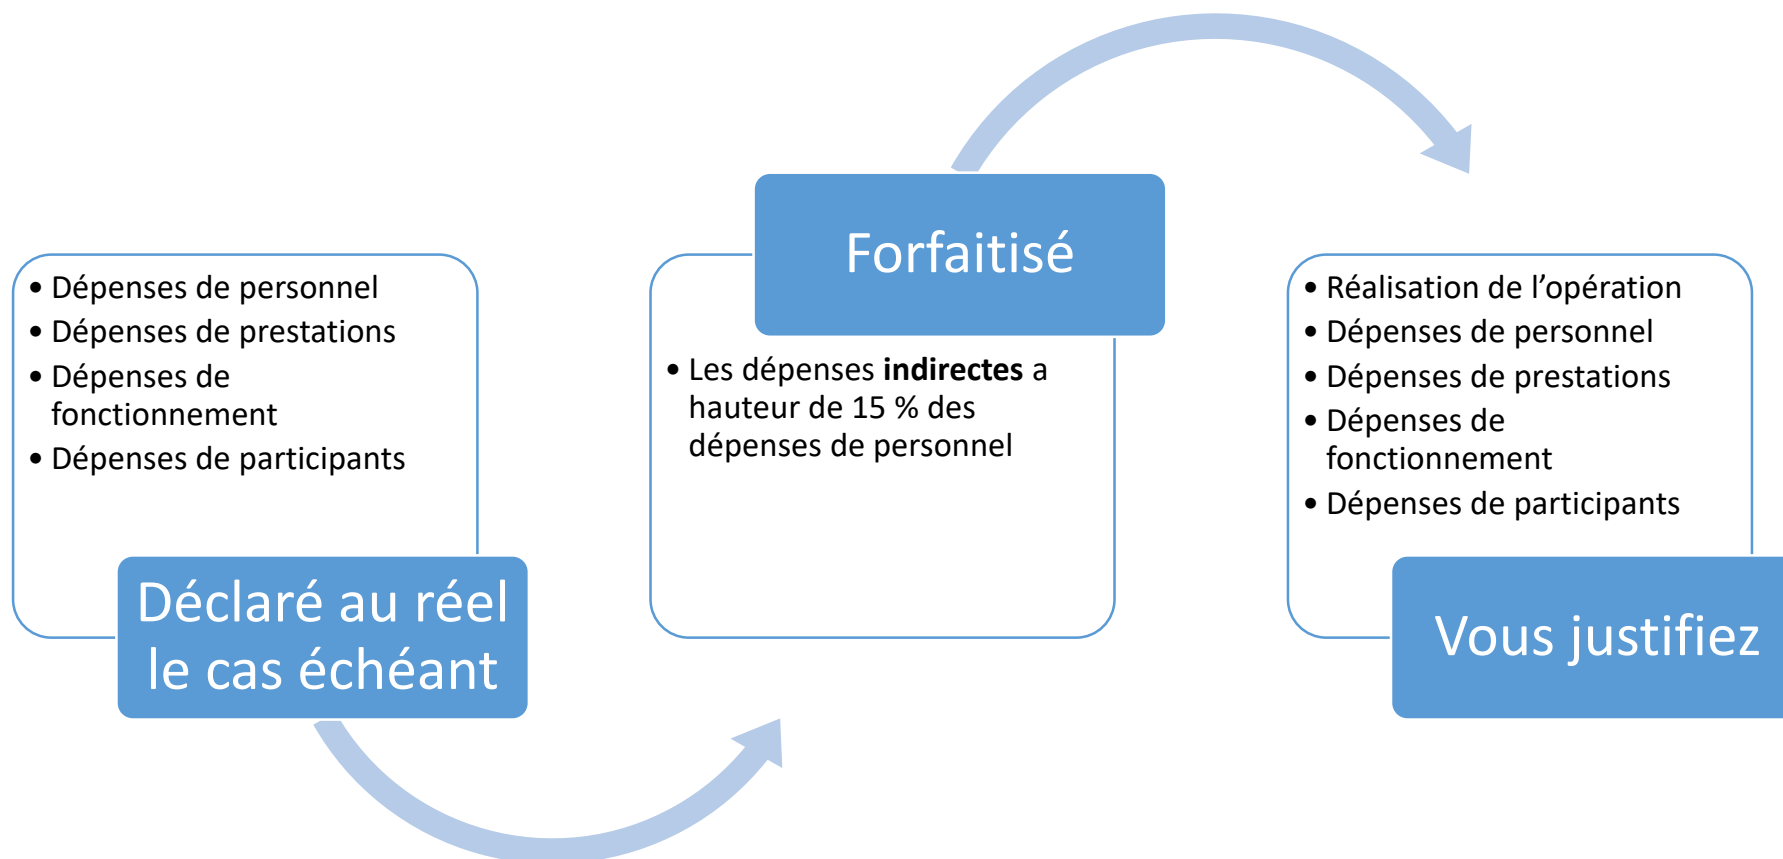 • Dépenses de personnel
• Dépenses de prestations
• Dépenses de
fonctionnement
• Dépenses de participants
Déclaré au réel
le cas échéant
Forfaitisé
• Les dépenses indirectes a
hauteur de 15 % des
dépenses de personnel
• Réalisation de l’opération
• Dépenses de personnel
• Dépenses de prestations
• Dépenses de
fonctionnement
• Dépenses de participants
Vous justifiez